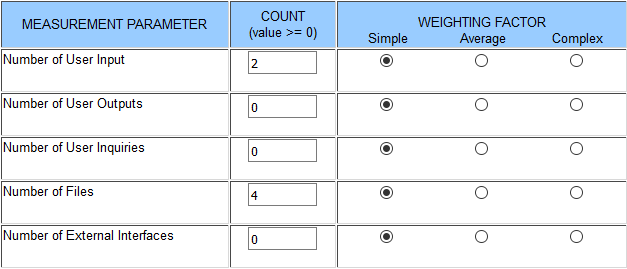 MEASUREMENT PARAMETER COUNT WEIGHTING FACTOR
(value >= 0) Simple Average Complex
Number of User Input 2
Number of User Outputs 0
Number of User Inquiries 0
Number of Files 4
Number of External Interfaces 0